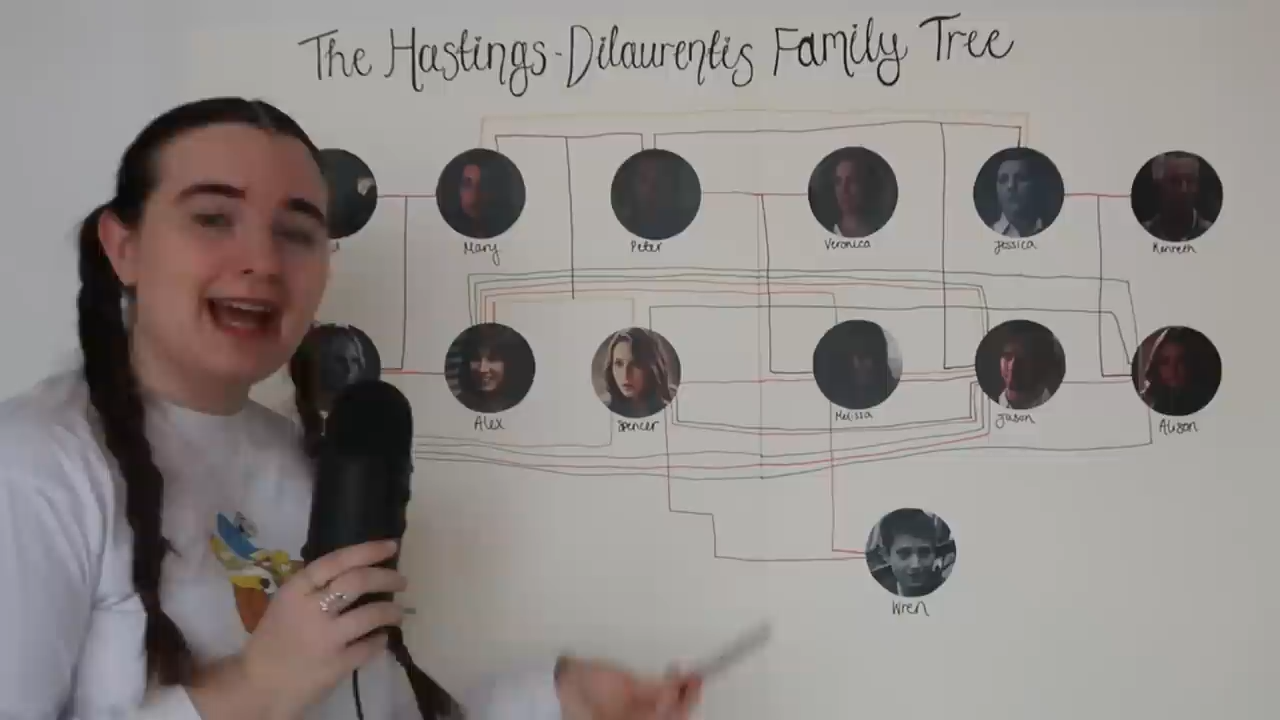 The Hastings-Dilaurentis Family Tree
Mary Peter Veronica Jessica Kenneth
Alex Spencer Melissa Jason Alison
Wren